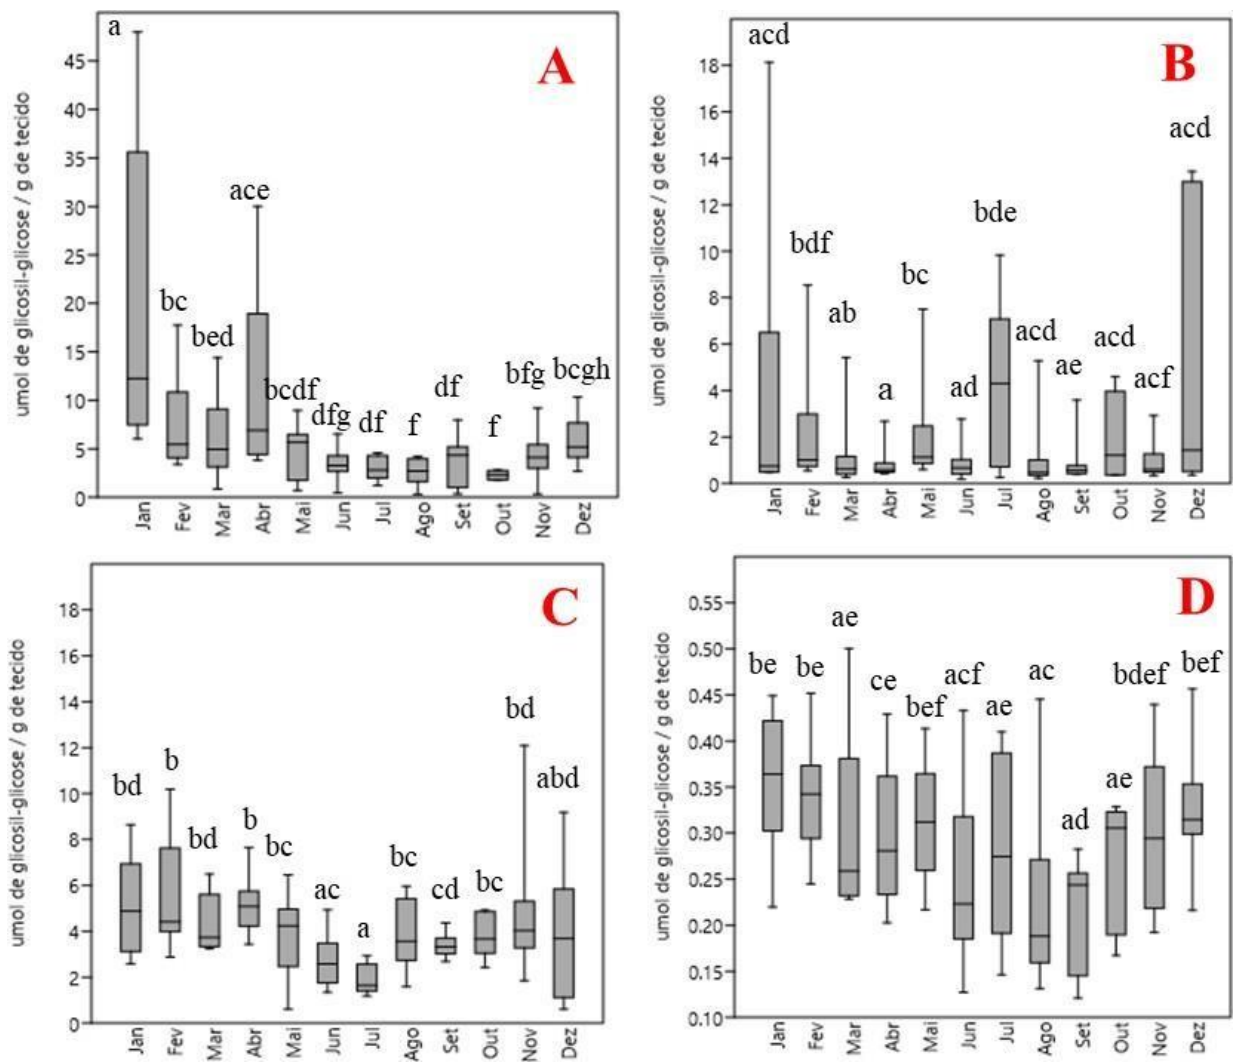 A
umol de glicosil-glicose / g de tecido
45
40
35
30
25
20
15
10
5
0
a
bc
bed
ace
bcdf
dfg
df
f
df
f
bfg
bcgh
Jan Fev Mar Abr Mai Jun Jul Ago Set Out Nov Dez
B
umol de glicosil-glicose / g de tecido
18
16
14
12
10
8
6
4
2
0
acd
bdf
ab
a
bc
ad
bde
acd
ae
acd
acf
acd
Jan Fev Mar Abr Mai Jun Jul Ago Set Out Nov Dez
C
umol de glicosil-glicose / g de tecido
18
16
14
12
10
8
6
4
2
0
bd
b
bd
b
bc
ac
a
bc
cd
bc
bd
abd
Jan Fev Mar Abr Mai Jun Jul Ago Set Out Nov Dez
D
umol de glicosil-glicose / g de tecido
0.55
0.50
0.45
0.40
0.35
0.30
0.25
0.20
0.15
0.10
be
be
ae
ce
bef
acf
ae
ac
ad
ae
bdef
bef
Jan Fev Mar Abr Mai Jun Jul Ago Set Out Nov Dez